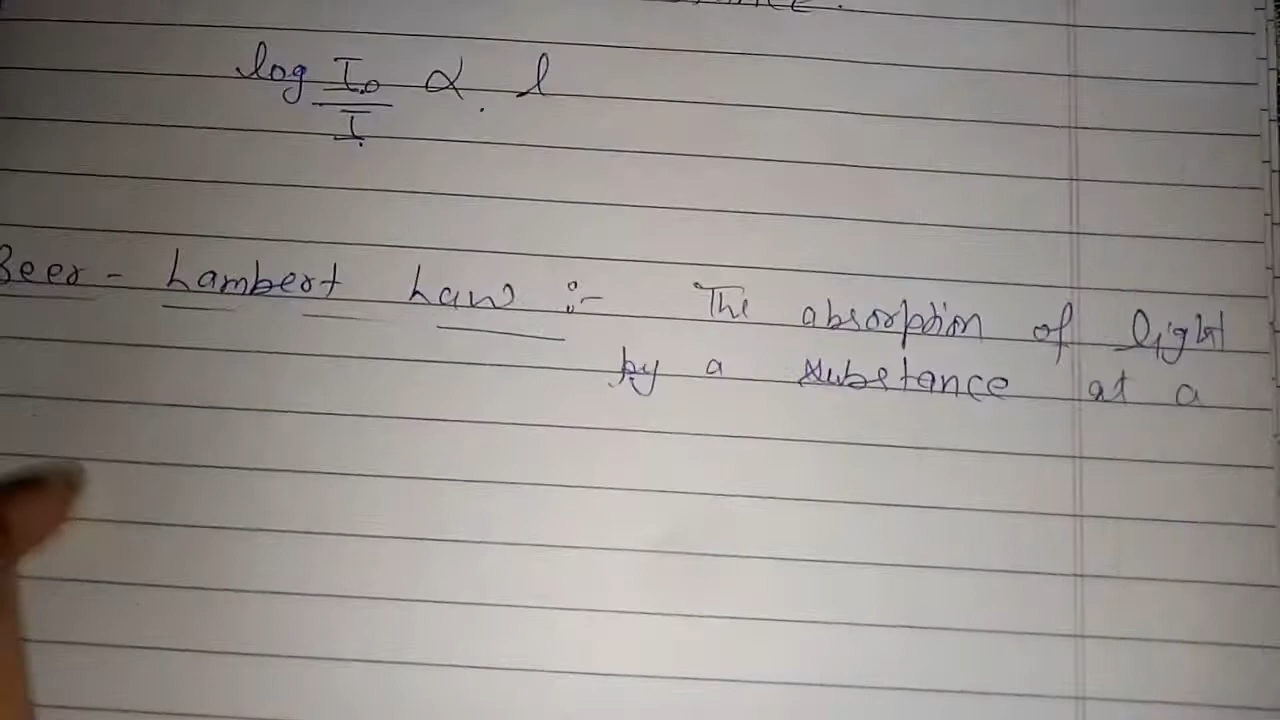 log I₀ ∝ l
I
Beer - Lambert Law :- The absorption of light
by a substance at a